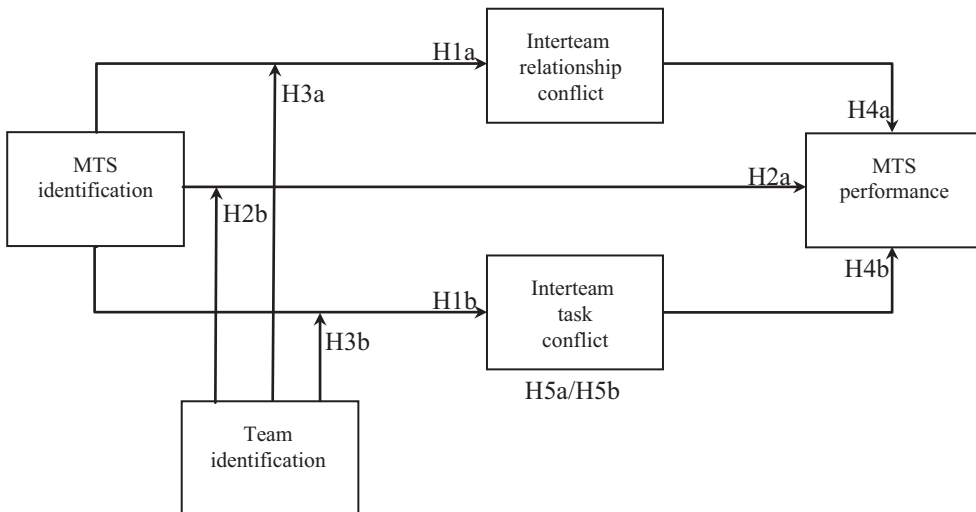 H1a
Interteam
relationship
conflict
H3a
H4a
MTS
identification
MTS
performance
H2a
H2b
H4b
H1b
Interteam
task
conflict
H3b
H5a/H5b
Team
identification